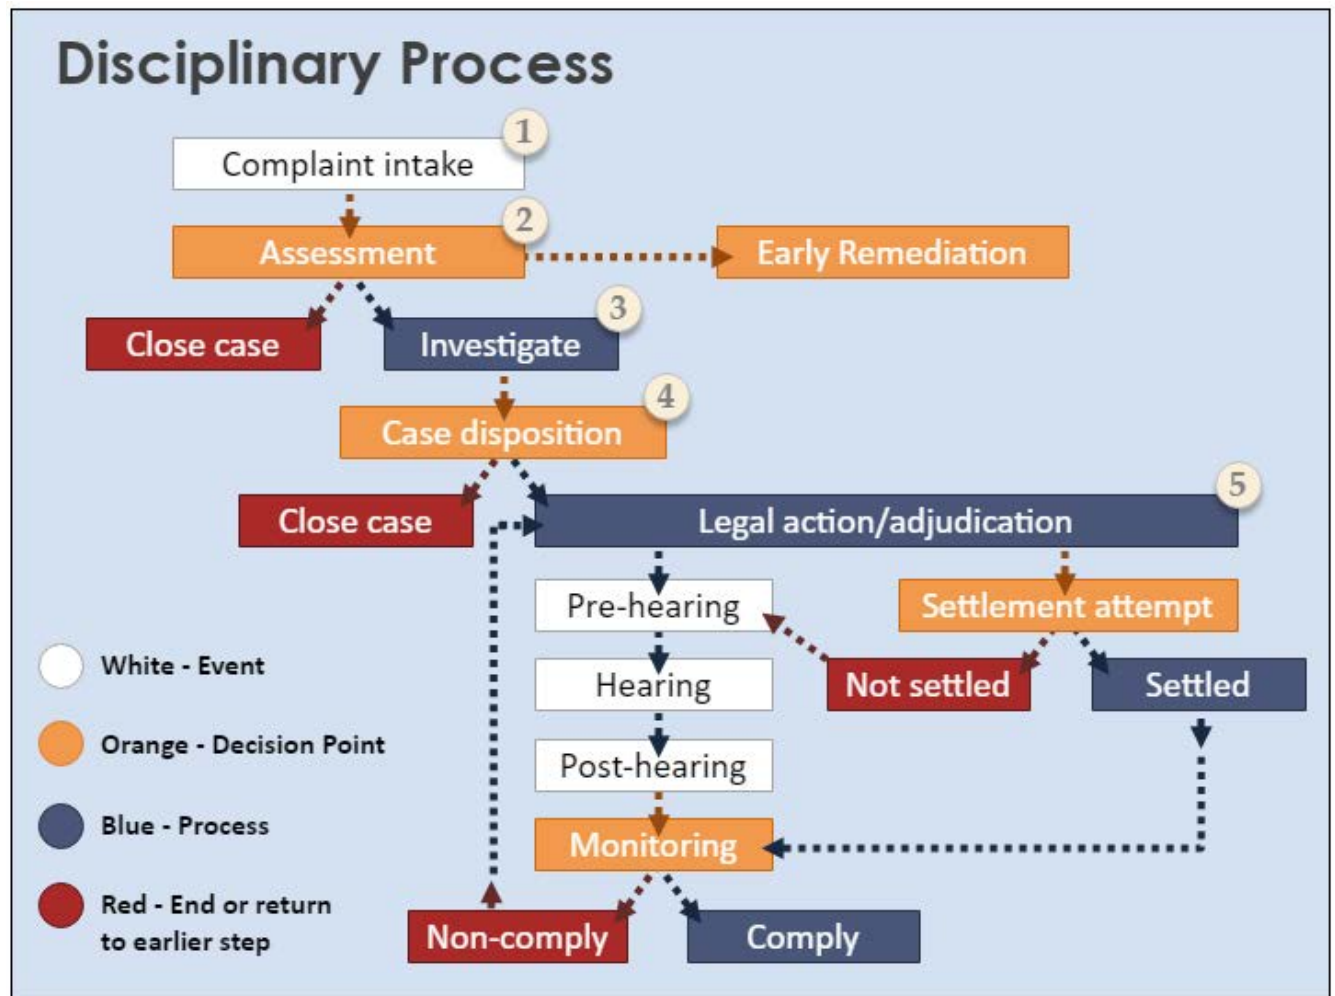 Disciplinary Process
1
Complaint intake
2
Assessment
Early Remediation
3
Close case
Investigate
4
Case disposition
5
Close case
Legal action/adjudication
Pre-hearing
Settlement attempt
Hearing
Not settled
Settled
Post-hearing
Monitoring
Non-comply
Comply
White - Event
Orange - Decision Point
Blue - Process
Red - End or return
to earlier step